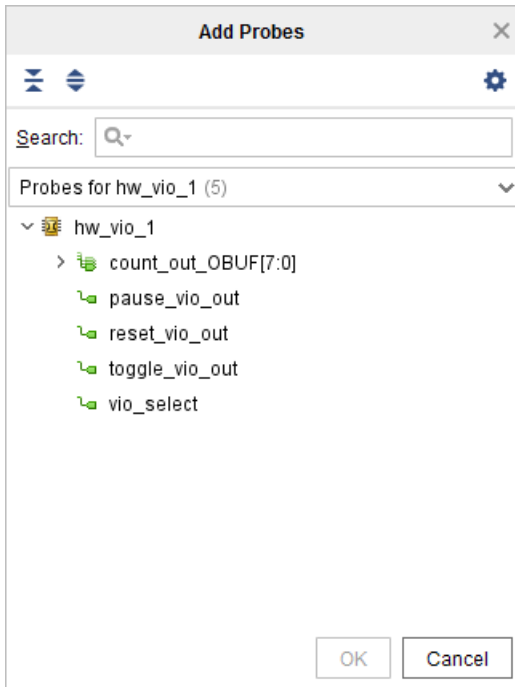 Add Probes
Search:
Probes for hw_vio_1 (5)
hw_vio_1
count_out_OBUF[7:0]
pause_vio_out
reset_vio_out
toggle_vio_out
vio_select
OK Cancel